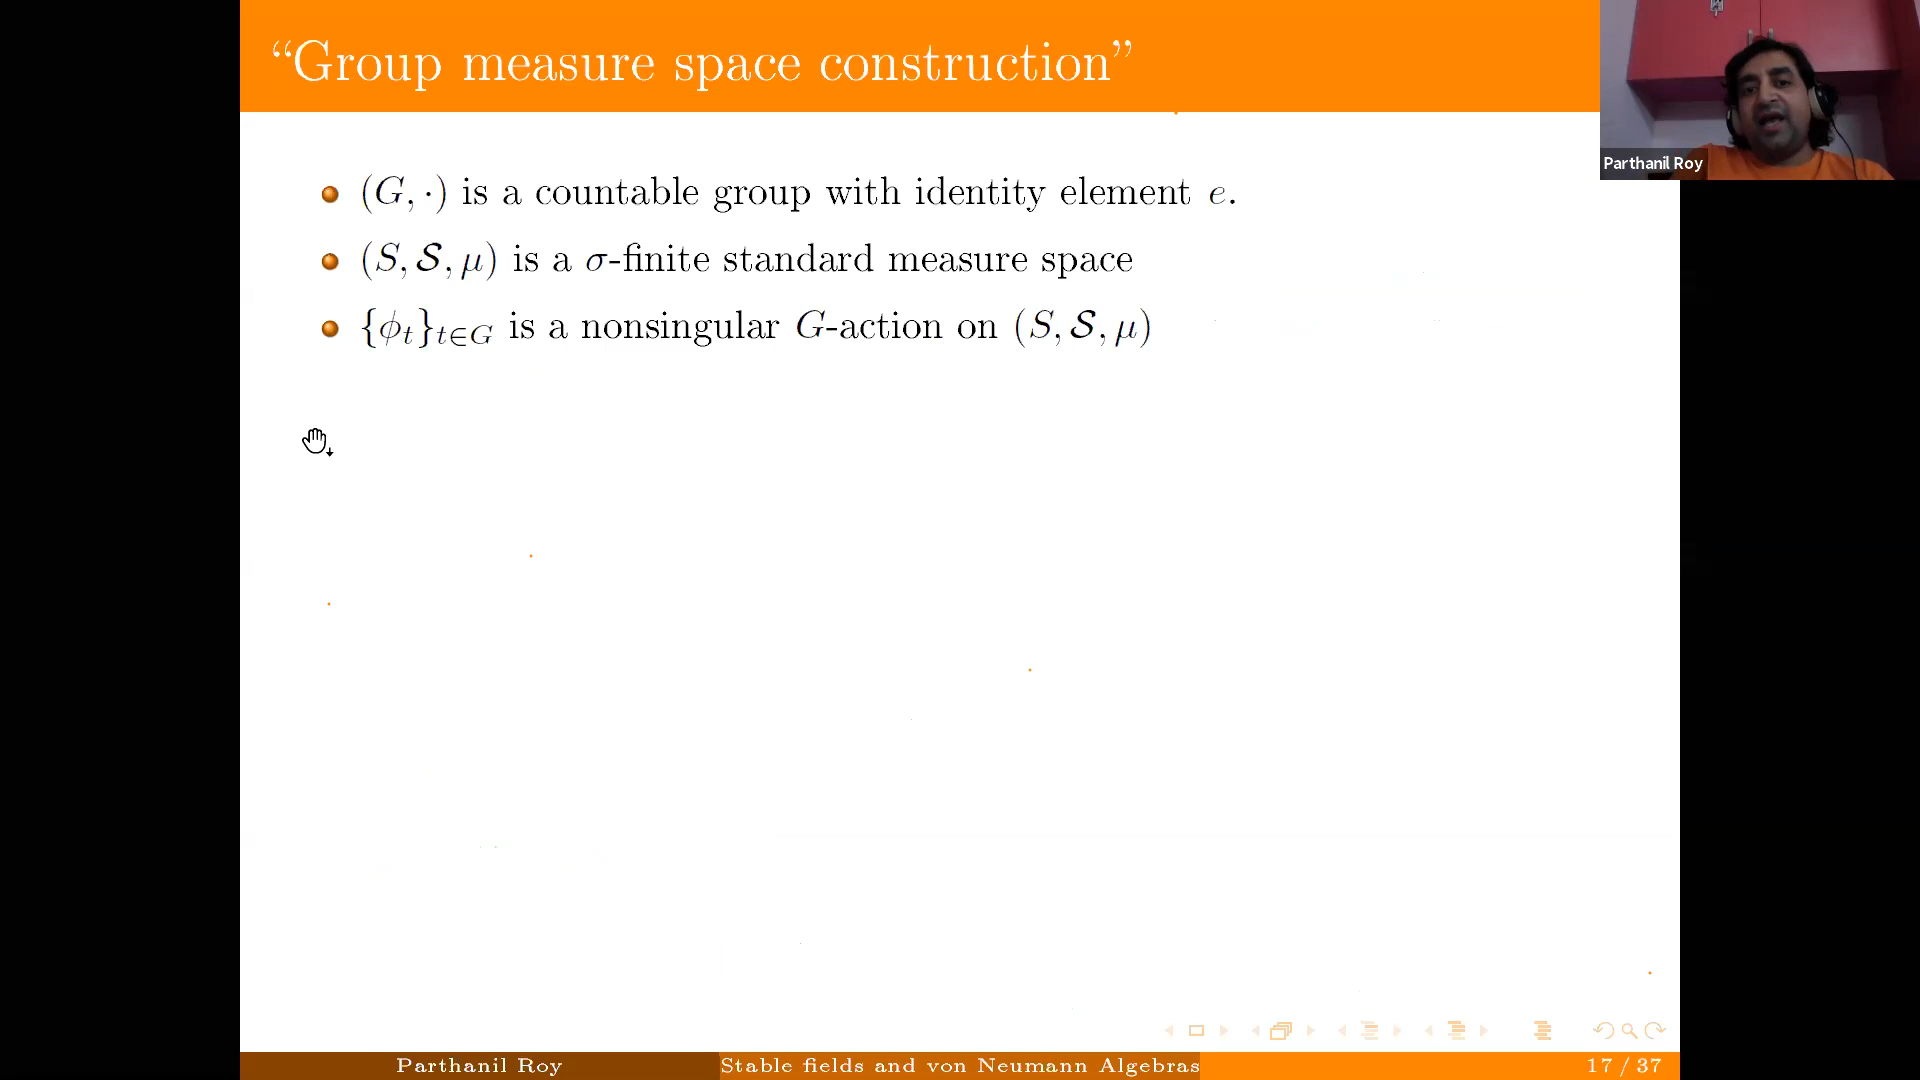 “Group measure space construction”
Parthanil Roy
(G, ·) is a countable group with identity element e.
(S, 𝒮, μ) is a σ-finite standard measure space
{ϕ_t}_{t∈G} is a nonsingular G-action on (S, 𝒮, μ)
Parthanil Roy
Stable fields and von Neumann Algebras
17 / 37